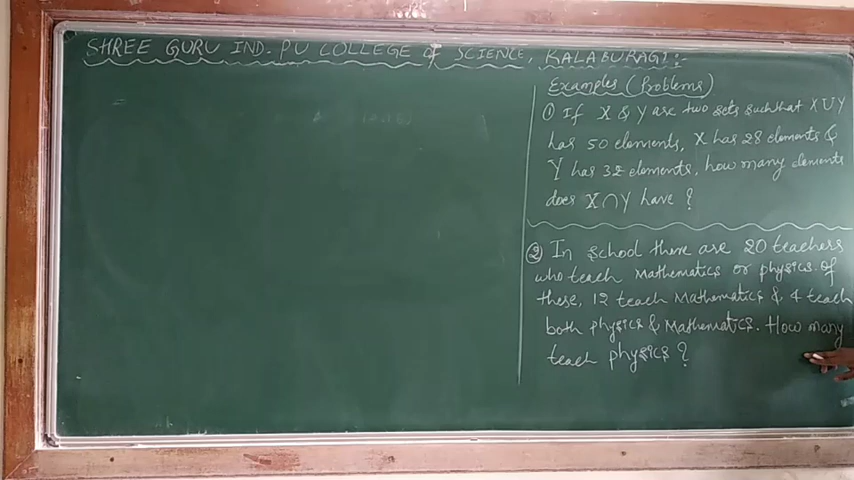 SHREE GURU IND. PU COLLEGE of SCIENCE, KALABURAGI:-
Examples (Problems)
① If X & Y are two sets such that X ∪ Y
has 50 elements, X has 28 elements &
Y has 32 elements, how many elements
does X ∩ Y have ?
② In school there are 20 teachers
who teach Mathematics or physics. of
these, 12 teach Mathematics & 4 teach
both physics & Mathematics. How many
teach physics ?